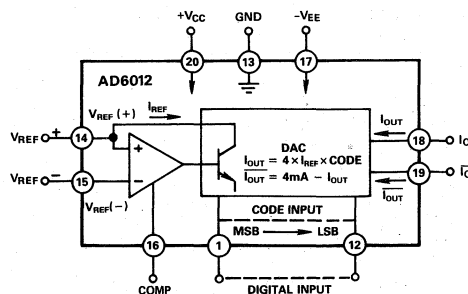 +VCC GND −VEE
20 13 17
AD6012
VREF(+) IREF
VREF + 14
VREF − 15
VREF(−)
+
−
DAC
IOUT = 4 × IREF × CODE
IOUT = 4mA − IOUT
IOUT
18 IO
19
IOUT
CODE INPUT
MSB LSB
16 1 12
COMP DIGITAL INPUT